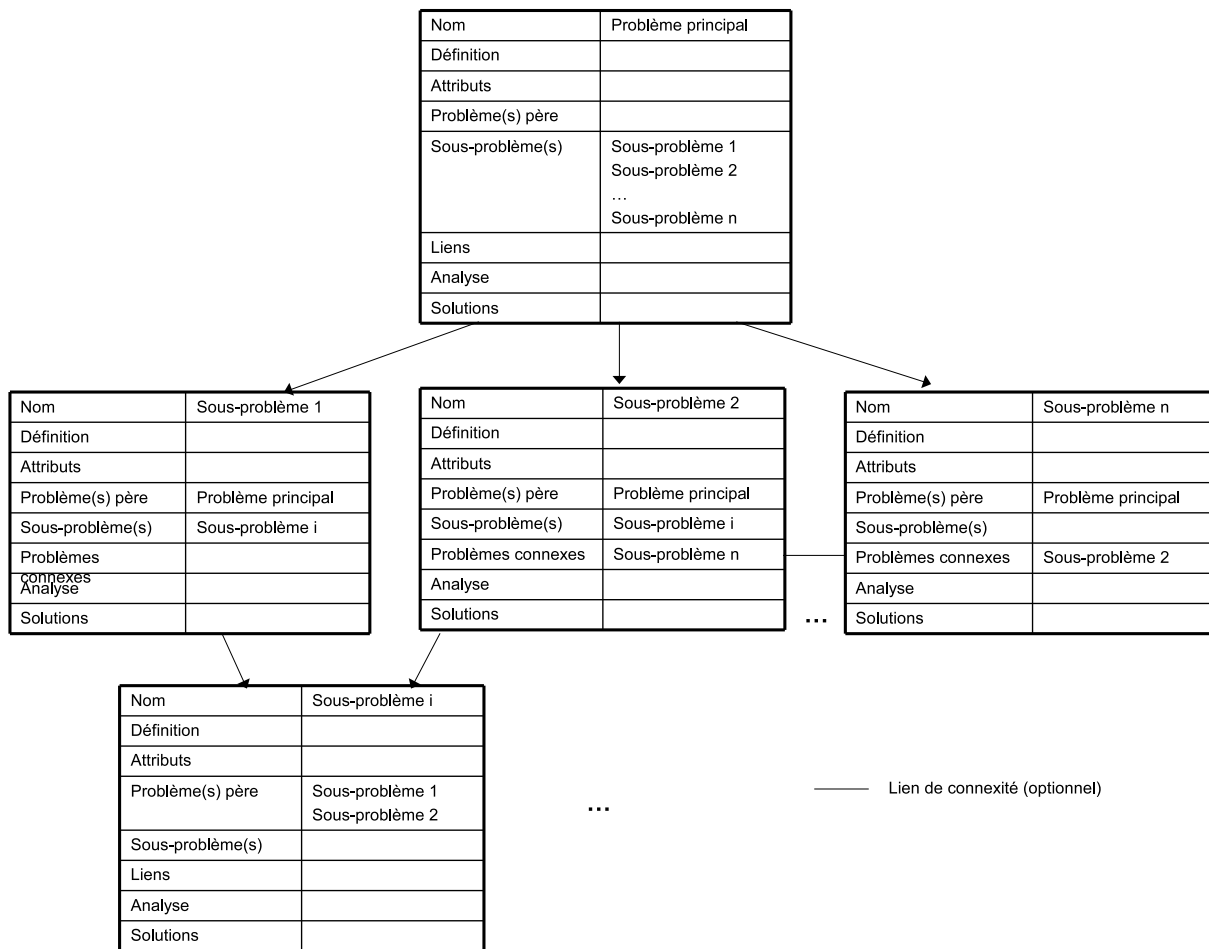 Nom Problème principal
Définition
Attributs
Problème(s) père
Sous-problème(s) Sous-problème 1
Sous-problème 2
…
Sous-problème n
Liens
Analyse
Solutions
Nom Sous-problème 1
Définition
Attributs
Problème(s) père Problème principal
Sous-problème(s) Sous-problème i
Problèmes
connexes
Analyse
Solutions
Nom Sous-problème 2
Définition
Attributs
Problème(s) père Problème principal
Sous-problème(s) Sous-problème i
Problèmes connexes Sous-problème n
Analyse
Solutions
...
Nom Sous-problème n
Définition
Attributs
Problème(s) père Problème principal
Sous-problème(s)
Problèmes connexes Sous-problème 2
Analyse
Solutions
Nom Sous-problème i
Définition
Attributs
Problème(s) père Sous-problème 1
Sous-problème 2
Sous-problème(s)
Liens
Analyse
Solutions
...
Lien de connexité (optionnel)